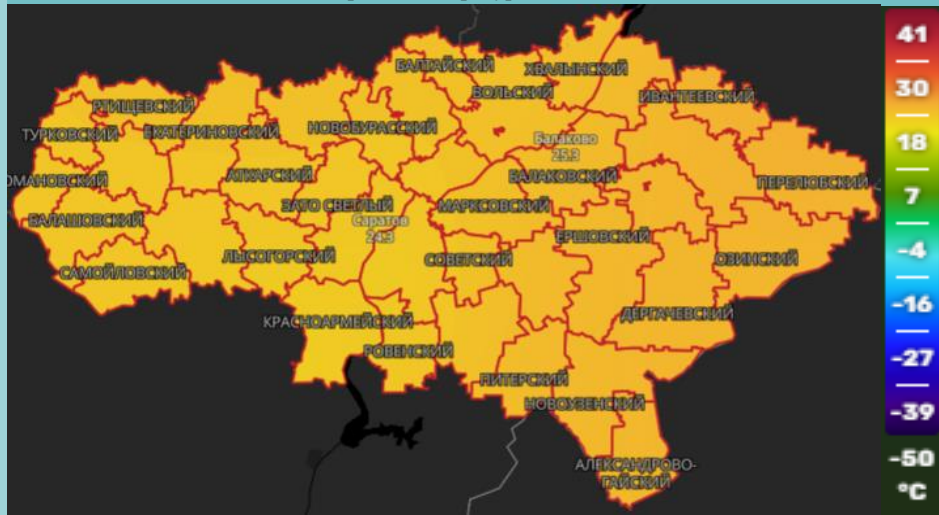 БАЛТАЙСКИЙ
ХВАЛЫНСКИЙ
ВОЛЬСКИЙ
ИВАНТЕЕВСКИЙ
РТИЩЕВСКИЙ
ТУРКОВСКИЙ
ЕКАТЕРИНОВСКИЙ
НОВОБУРАССКИЙ
Балаково
25.3
ОМАНОВСКИЙ
АТКАРСКИЙ
БАЛАКОВСКИЙ
ПЕРЕЛЮБСКИЙ
ЗАТО СВЕТЛЫЙ
МАРКСОВСКИЙ
БАЛАШОВСКИЙ
Саратов
24.3
ЕРШОВСКИЙ
ЛЫСОГОРСКИЙ
СОВЕТСКИЙ
ОЗИНСКИЙ
САМОЙЛОВСКИЙ
КРАСНОАРМЕЙСКИЙ
ДЕРГАЧЕВСКИЙ
РОВЕНСКИЙ
ПИТЕРСКИЙ
НОВОУЗЕНСКИЙ
АЛЕКСАНДРОВО-
ГАЙСКИЙ
41
30
18
7
-4
-16
-27
-39
-50
°C